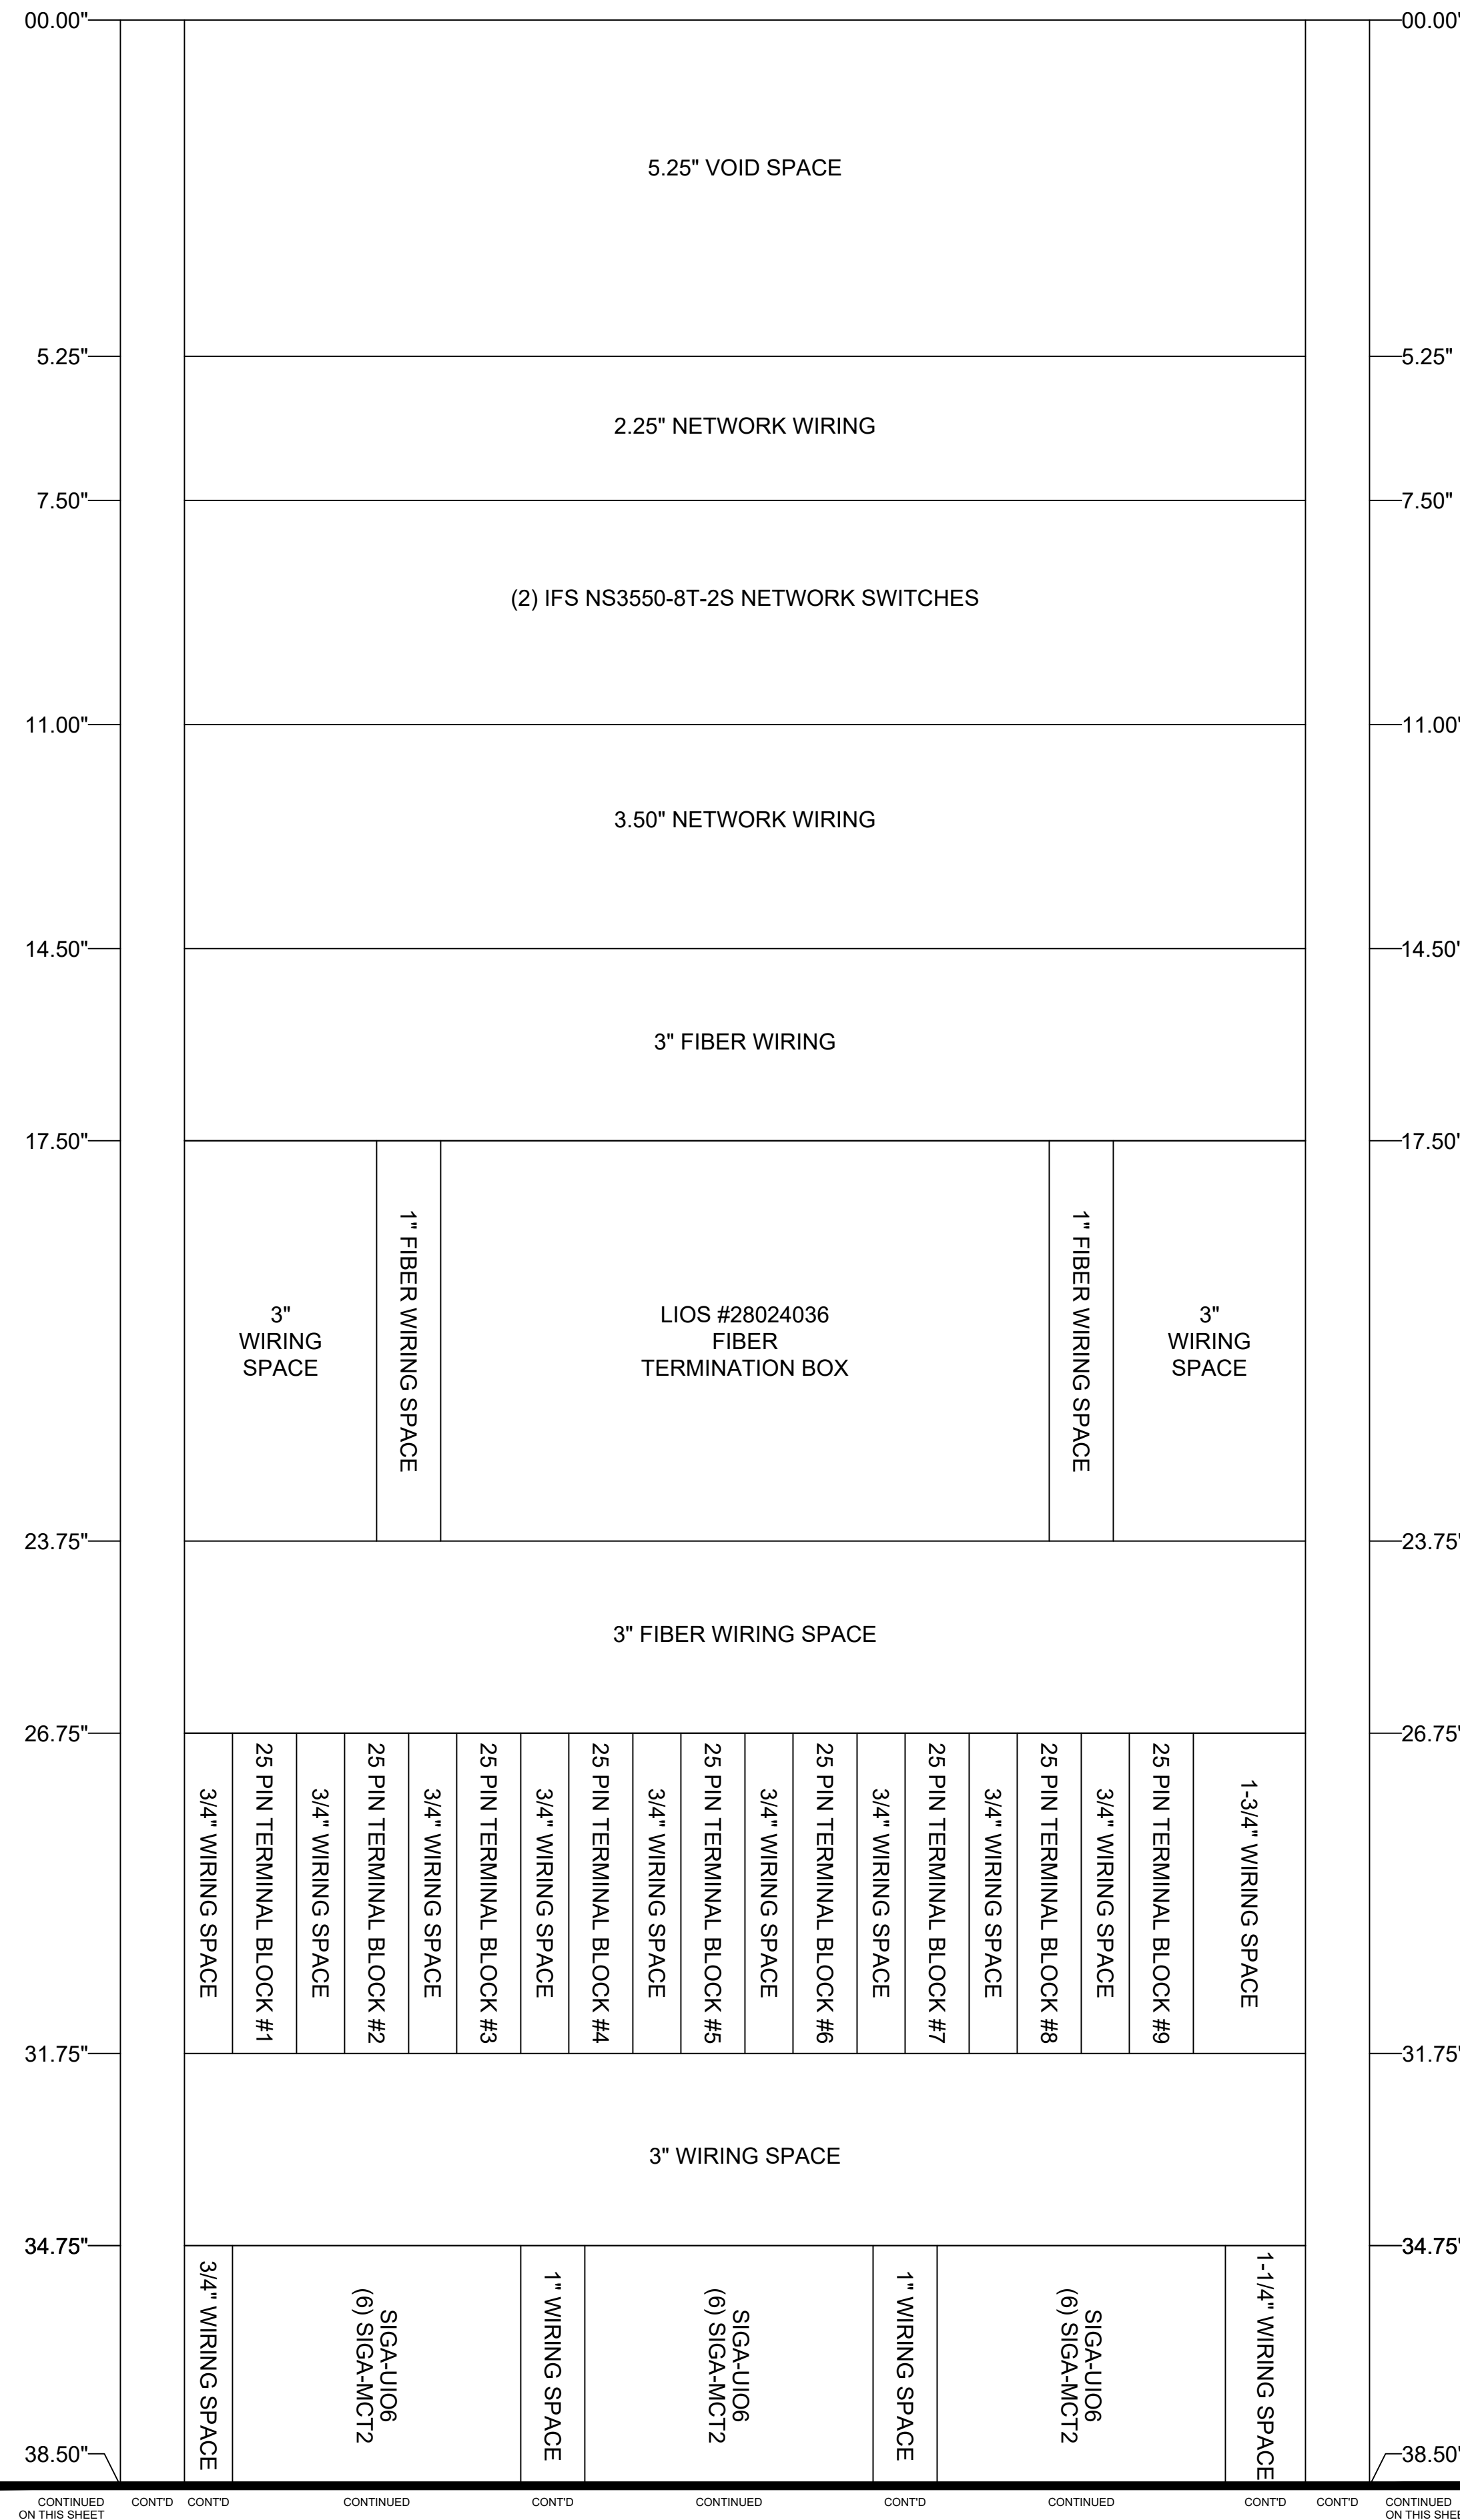 00.00"
00.00"
5.25" VOID SPACE
5.25"
5.25"
2.25" NETWORK WIRING
7.50"
7.50"
(2) IFS NS3550-8T-2S NETWORK SWITCHES
11.00"
11.00"
3.50" NETWORK WIRING
14.50"
14.50"
3" FIBER WIRING
17.50"
17.50"
3"
WIRING
SPACE
1" FIBER WIRING SPACE
LIOS #28024036
FIBER
TERMINATION BOX
1" FIBER WIRING SPACE
3"
WIRING
SPACE
23.75"
23.75"
3" FIBER WIRING SPACE
26.75"
26.75"
3/4" WIRING SPACE
25 PIN TERMINAL BLOCK #1
3/4" WIRING SPACE
25 PIN TERMINAL BLOCK #2
3/4" WIRING SPACE
25 PIN TERMINAL BLOCK #3
3/4" WIRING SPACE
25 PIN TERMINAL BLOCK #4
3/4" WIRING SPACE
25 PIN TERMINAL BLOCK #5
3/4" WIRING SPACE
25 PIN TERMINAL BLOCK #6
3/4" WIRING SPACE
25 PIN TERMINAL BLOCK #7
3/4" WIRING SPACE
25 PIN TERMINAL BLOCK #8
3/4" WIRING SPACE
25 PIN TERMINAL BLOCK #9
1-3/4" WIRING SPACE
31.75"
31.75"
3" WIRING SPACE
34.75"
34.75"
3/4" WIRING SPACE
SIGA-UIO6
(6) SIGA-MCT2
1" WIRING SPACE
SIGA-UIO6
(6) SIGA-MCT2
1" WIRING SPACE
SIGA-UIO6
(6) SIGA-MCT2
1-1/4" WIRING SPACE
38.50"
38.50"
CONTINUED
ON THIS SHEET
CONT'D
CONT'D
CONTINUED
CONT'D
CONTINUED
CONT'D
CONTINUED
CONT'D
CONT'D
CONTINUED
ON THIS SHEE